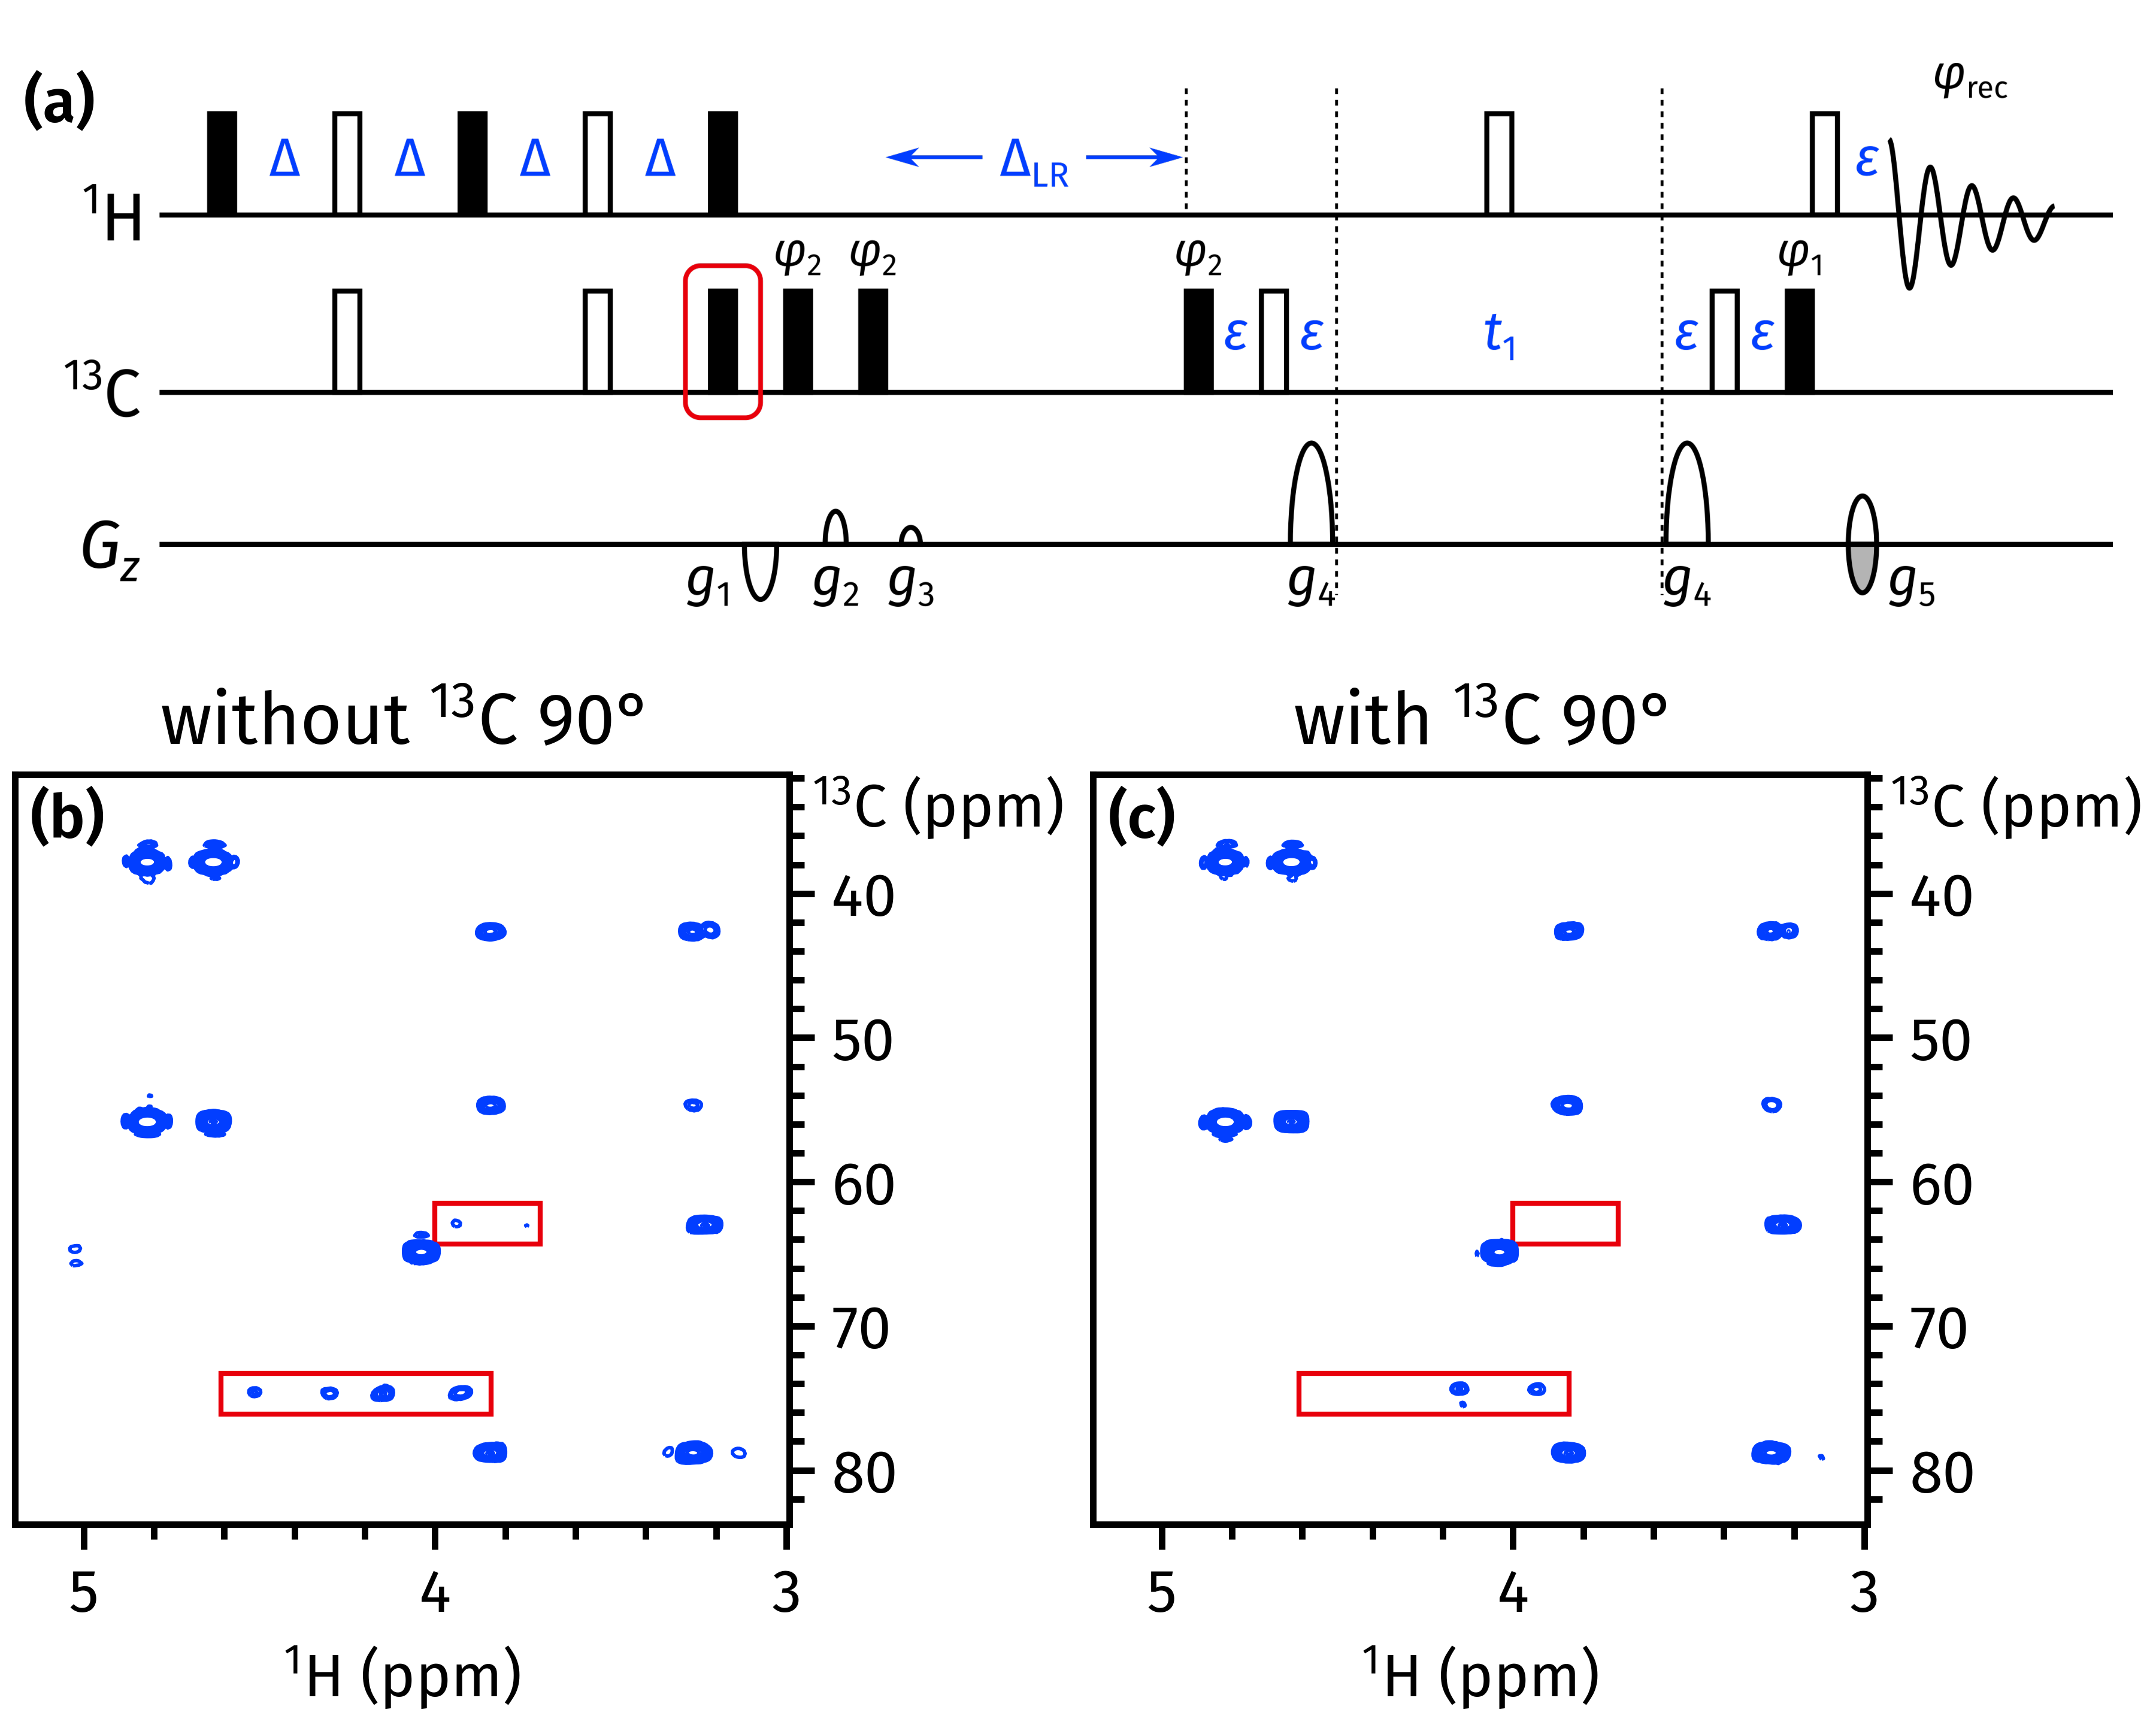 (a)
φrec
Δ Δ Δ Δ ΔLR ε
¹H
φ2 φ2 φ2 φ1
ε ε t1 ε ε
¹³C
Gz
g1 g2 g3 g4 g4 g5
without ¹³C 90° with ¹³C 90°
(b) ¹³C (ppm) (c) ¹³C (ppm)
40 40
50 50
60 60
70 70
80 80
5 4 3 5 4 3
¹H (ppm) ¹H (ppm)